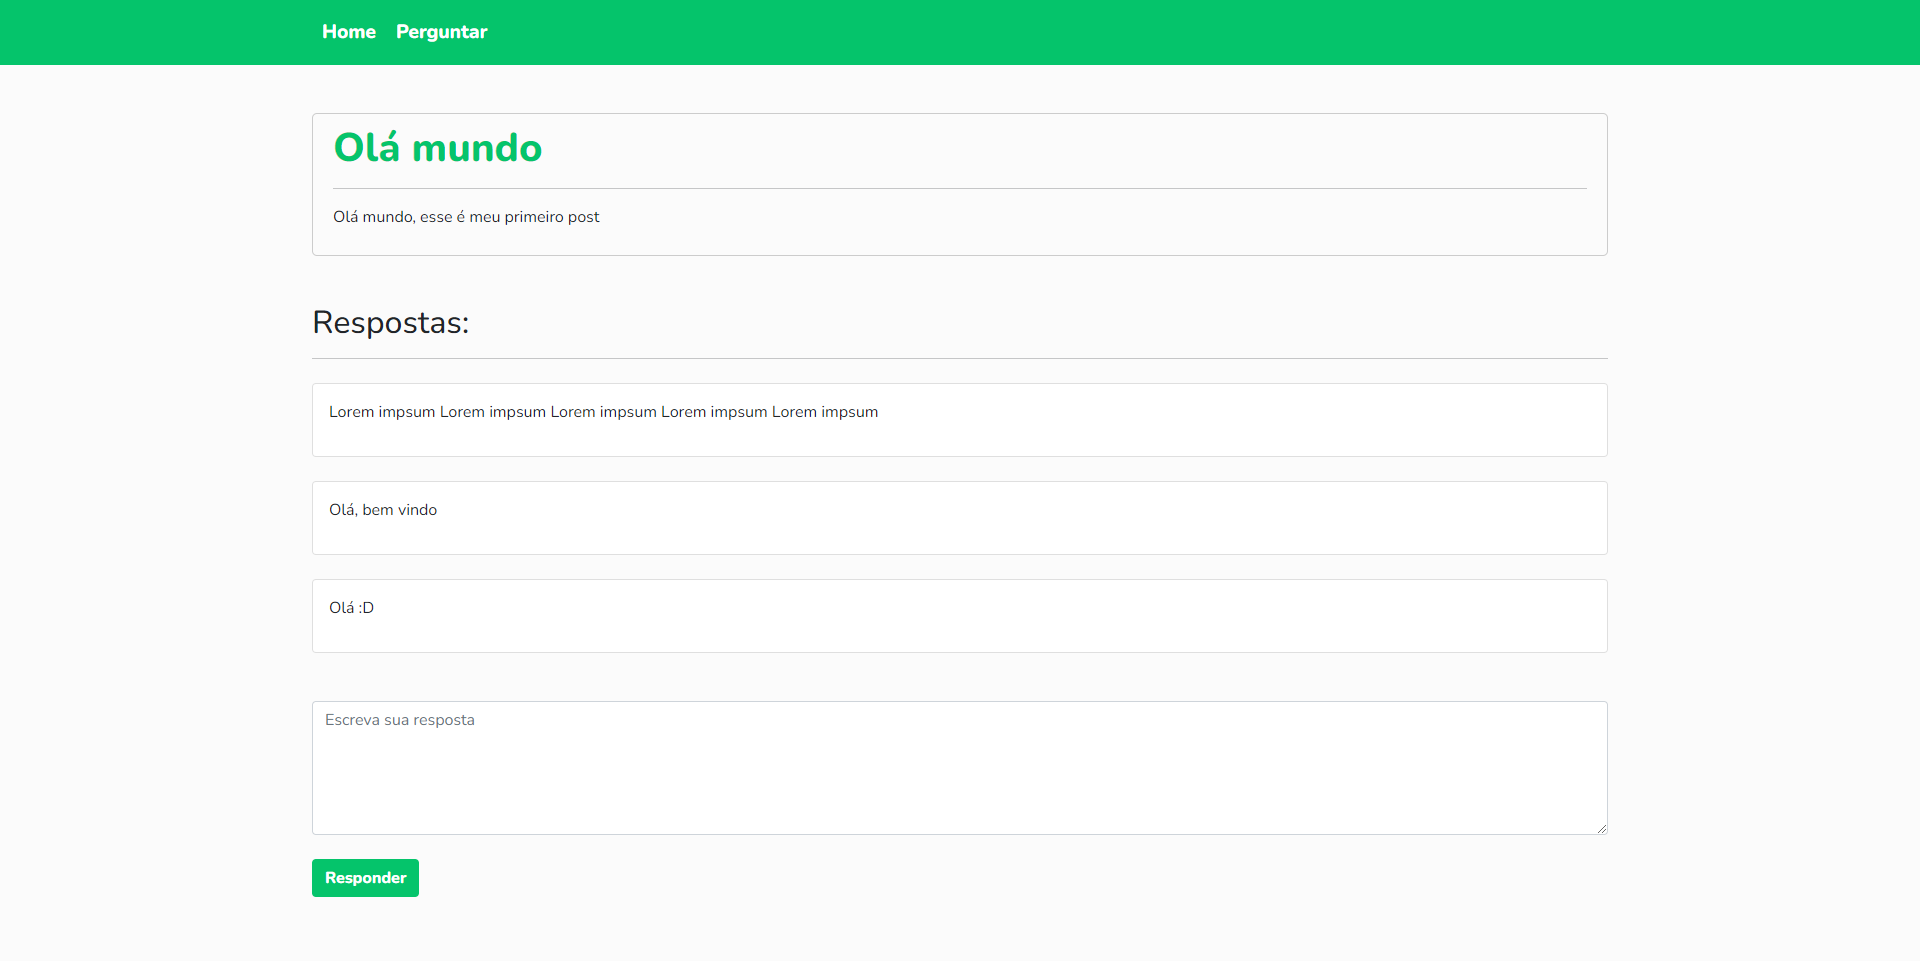 Home Perguntar
Olá mundo
Olá mundo, esse é meu primeiro post
Respostas:
Lorem impsum Lorem impsum Lorem impsum Lorem impsum Lorem impsum
Olá, bem vindo
Olá :D
Escreva sua resposta
Responder